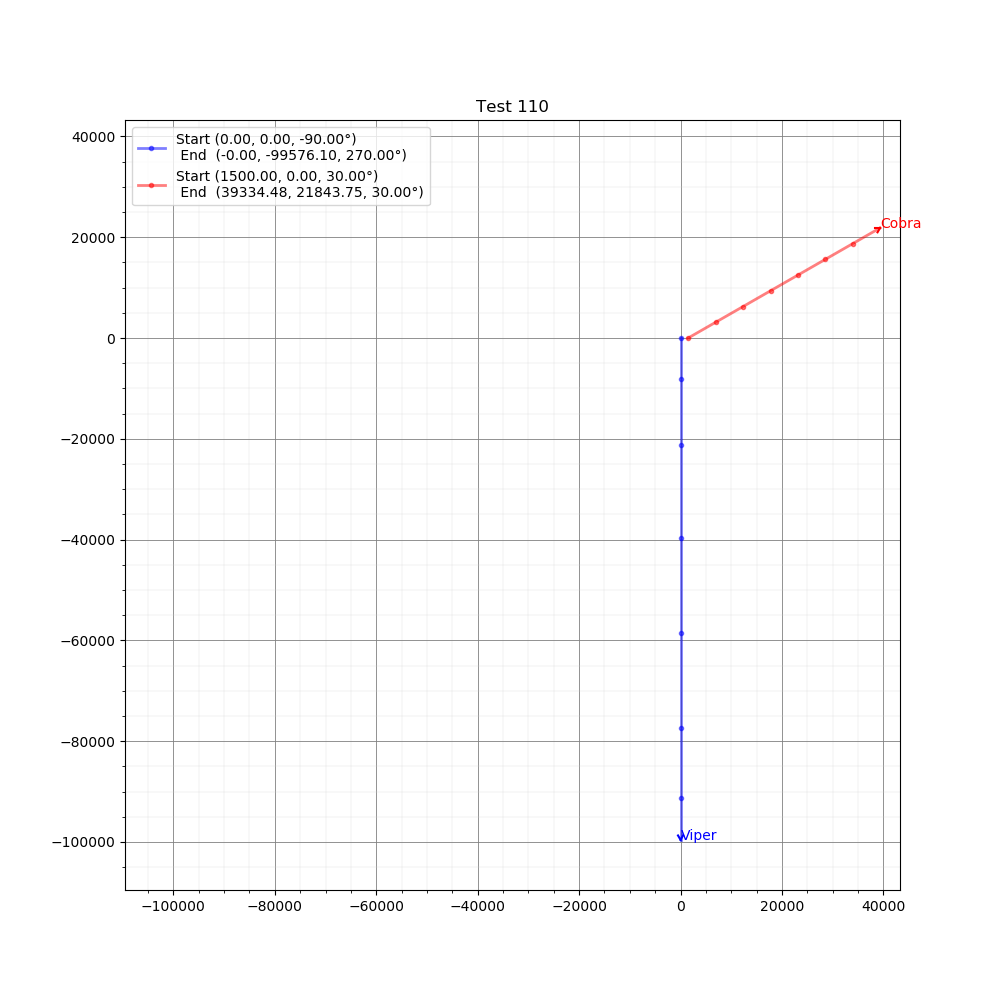 Test 110
Start (0.00, 0.00, -90.00°)
End  (-0.00, -99576.10, 270.00°)
Start (1500.00, 0.00, 30.00°)
End  (39334.48, 21843.75, 30.00°)
40000
20000
0
−20000
−40000
−60000
−80000
−100000
Cobra
Viper
−100000 −80000 −60000 −40000 −20000 0 20000 40000